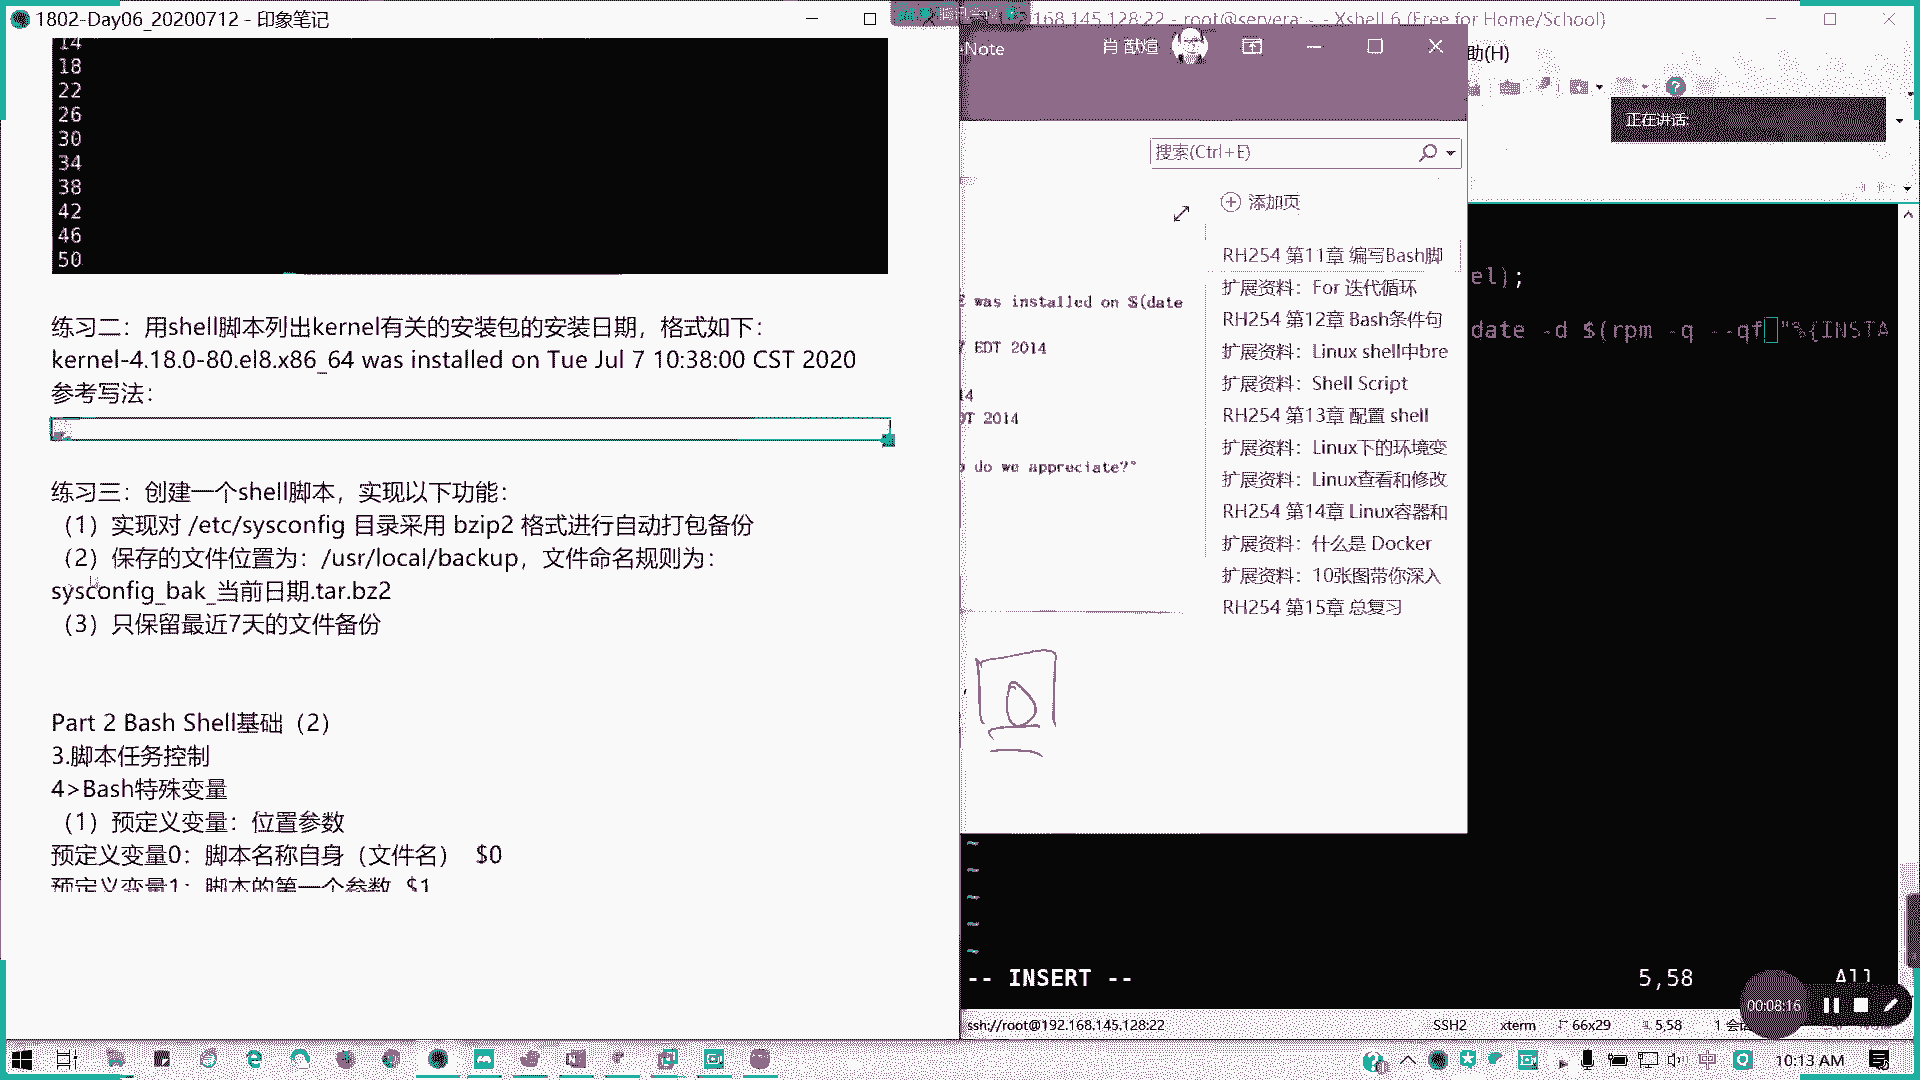 1802-Day06_20200712 - 印象笔记
14
18
22
26
30
34
38
42
46
50
练习二：用shell脚本列出kernel有关的安装包的安装日期，格式如下：
kernel-4.18.0-80.el8.x86_64 was installed on Tue Jul 7 10:38:00 CST 2020
参考写法：
练习三：创建一个shell脚本，实现以下功能：
（1）实现对 /etc/sysconfig 目录采用 bzip2 格式进行自动打包备份
（2）保存的文件位置为：/usr/local/backup，文件命名规则为：
sysconfig_bak_当前日期.tar.bz2
（3）只保留最近7天的文件备份
Part 2 Bash Shell基础（2）
3.脚本任务控制
4>Bash特殊变量
（1）预定义变量：位置参数
预定义变量0：脚本名称自身（文件名） $0
预定义变量1：脚本的第一个参数 $1
168.145.128:22 - root@servera:~ - Xshell 6 (Free for Home/School)
eNote
助(H)
正在讲话:
搜索(Ctrl+E)
添加页
was installed on $(date
EDT 2014
14
DT 2014
do we appreciate?"
RH254 第11章 编写Bash脚
扩展资料：For 迭代循环
RH254 第12章 Bash条件句
扩展资料：Linux shell中bre
扩展资料：Shell Script
RH254 第13章 配置 shell
扩展资料：Linux下的环境变
扩展资料：Linux查看和修改
RH254 第14章 Linux容器和
扩展资料：什么是 Docker
扩展资料：10张图带你深入
RH254 第15章 总复习
el);
date -d $(rpm -q --qf "%{INSTA
~
~
~
~
~
-- INSERT --
5,58
All
00:08:16
ssh://root@192.168.145.128:22
SSH2
xterm
66x29
5,58
1 会
中
10:13 AM